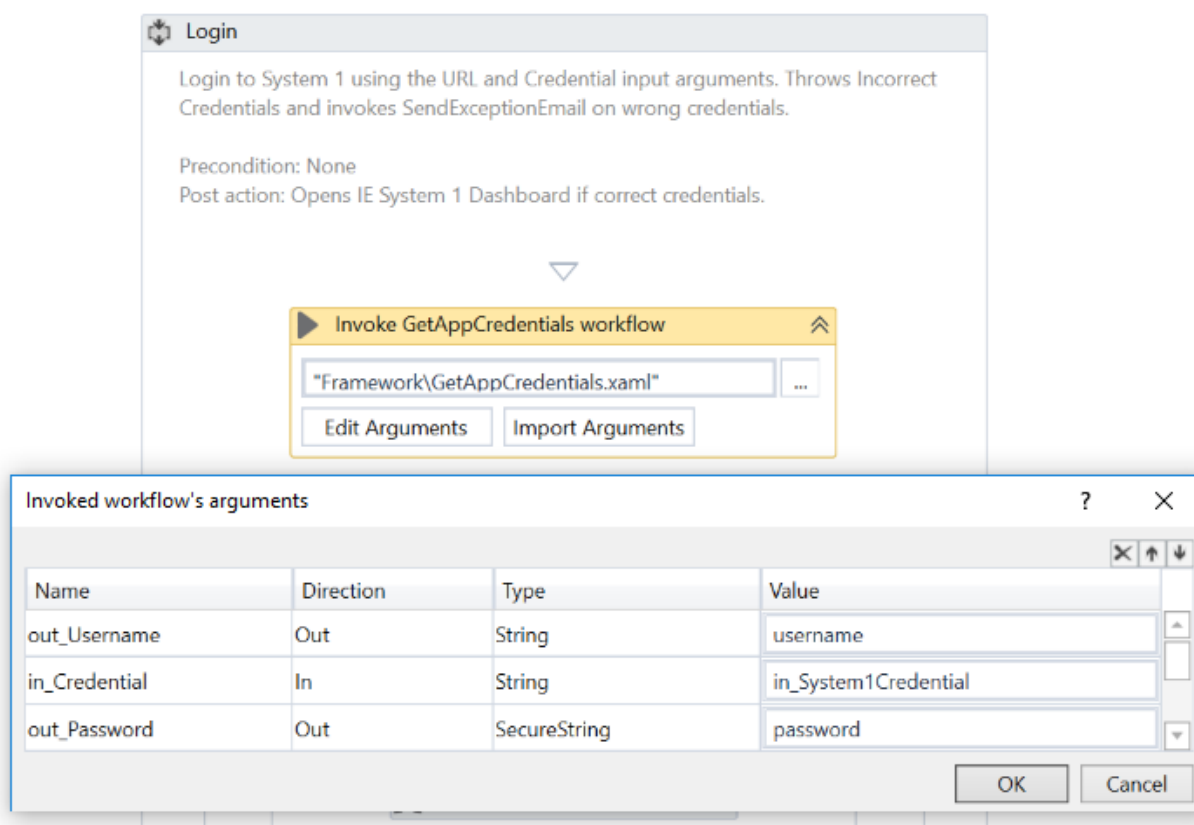 Login
Login to System 1 using the URL and Credential input arguments. Throws Incorrect
Credentials and invokes SendExceptionEmail on wrong credentials.
Precondition: None
Post action: Opens IE System 1 Dashboard if correct credentials.
Invoke GetAppCredentials workflow
"Framework\GetAppCredentials.xaml"
...
Edit Arguments Import Arguments
Invoked workflow's arguments ?
Name Direction Type Value
out_Username Out String username
in_Credential In String in_System1Credential
out_Password Out SecureString password
OK Cancel